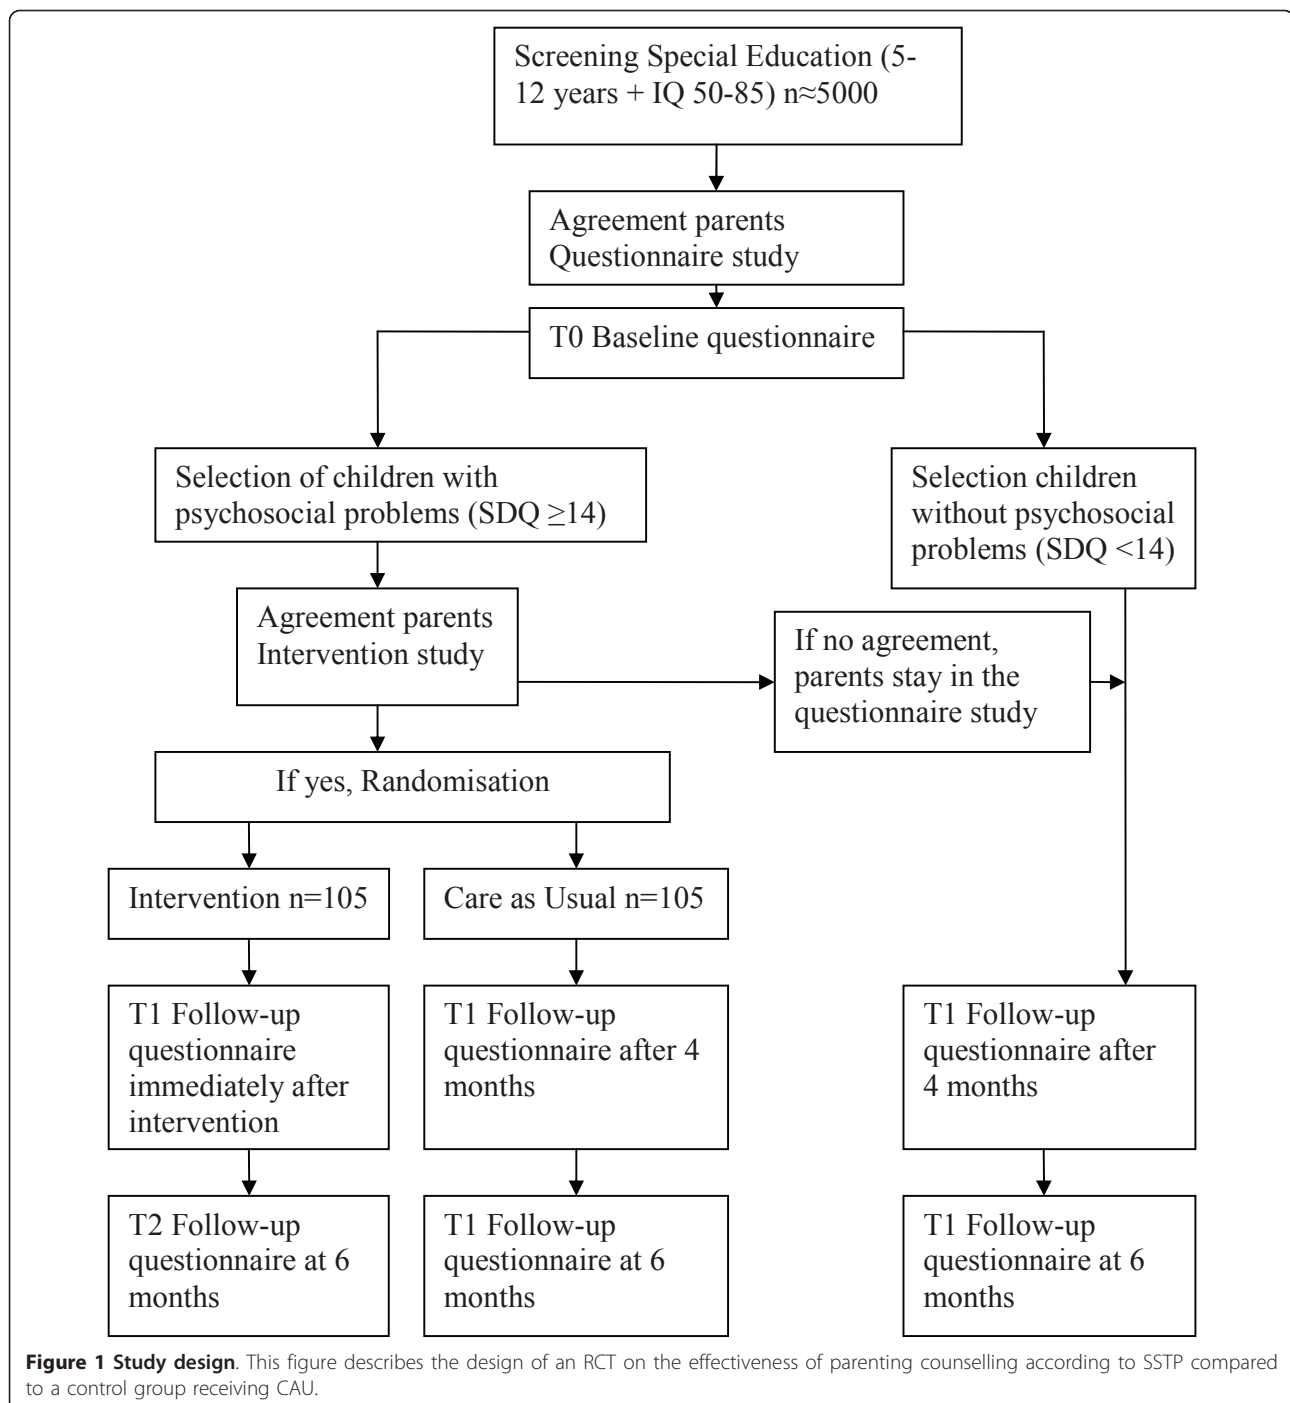 Screening Special Education (5-
12 years + IQ 50-85) n≈5000
Agreement parents
Questionnaire study
T0 Baseline questionnaire
Selection of children with
psychosocial problems (SDQ ≥14)
Selection children
without psychosocial
problems (SDQ <14)
Agreement parents
Intervention study
If no agreement,
parents stay in the
questionnaire study
If yes, Randomisation
Intervention n=105
Care as Usual n=105
T1 Follow-up
questionnaire
immediately after
intervention
T1 Follow-up
questionnaire after 4
months
T1 Follow-up
questionnaire after
4 months
T2 Follow-up
questionnaire at 6
months
T1 Follow-up
questionnaire at 6
months
T1 Follow-up
questionnaire at 6
months
Figure 1 Study design. This figure describes the design of an RCT on the effectiveness of parenting counselling according to SSTP compared
to a control group receiving CAU.